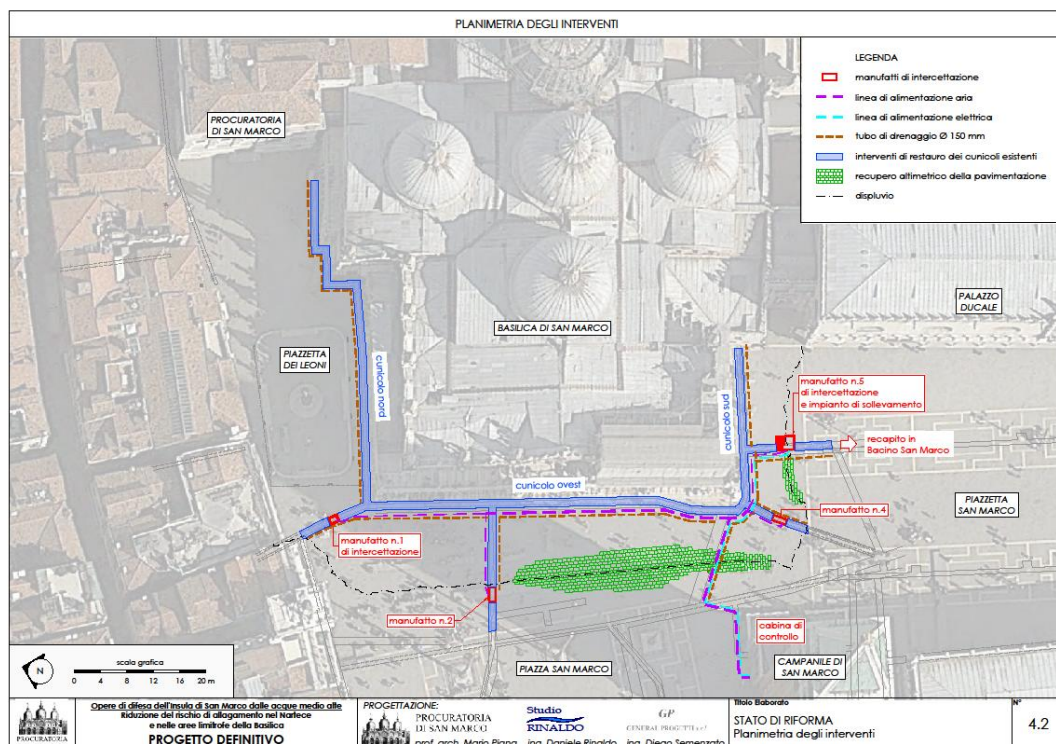 PLANIMETRIA DEGLI INTERVENTI
LEGENDA
manufatti di intercettazione
linea di alimentazione aria
linea di alimentazione elettrica
tubo di drenaggio Ø 150 mm
interventi di restauro dei cunicoli esistenti
recupero altimetrico della pavimentazione
displuvio
PROCURATORIA
DI SAN MARCO
BASILICA DI SAN MARCO
PALAZZO
DUCALE
PIAZZETTA
DEI LEONI
cunicolo nord
cunicolo sud
manufatto n.5
di intercettazione
e impianto di sollevamento
recapito in
Bacino San Marco
cunicolo ovest
PIAZZETTA
SAN MARCO
manufatto n.4
manufatto n.1
di intercettazione
manufatto n.2
cabina di
controllo
PIAZZA SAN MARCO
CAMPANILE DI
SAN MARCO
N
scala grafica
0 4 8 12 16 20 m
PROCURATORIA
Opere di difesa dell'Insula di San Marco dalle acque medio alte
Riduzione del rischio di allagamento nel Nartece
e nelle aree limitrofe della Basilica
PROGETTO DEFINITIVO
PROGETTAZIONE:
PROCURATORIA
DI SAN MARCO
prof. arch. Mario Piana
Studio
RINALDO
ing. Daniele Rinaldo
GP
GENERAL PROGETTI s.r.l.
ing. Diego Semenzato
Titolo Elaborato
STATO DI RIFORMA
Planimetria degli interventi
N°
4.2